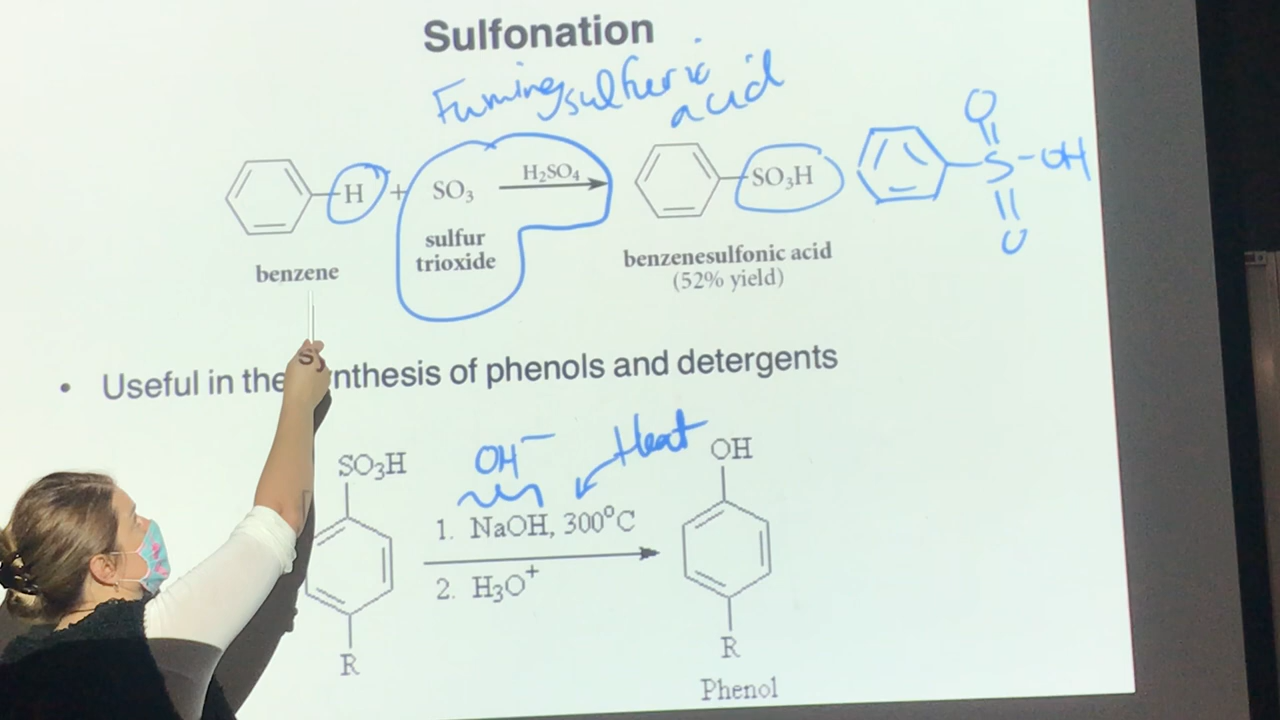 Sulfonation
Fuming sulfuric
acid
H + SO₃ H₂SO₄ SO₃H
O
S-OH
O
sulfur
trioxide
benzene
benzenesulfonic acid
(52% yield)
• Useful in the synthesis of phenols and detergents
SO₃H
OH⁻
Heat
OH
1. NaOH, 300°C
2. H₃O⁺
R
R
Phenol